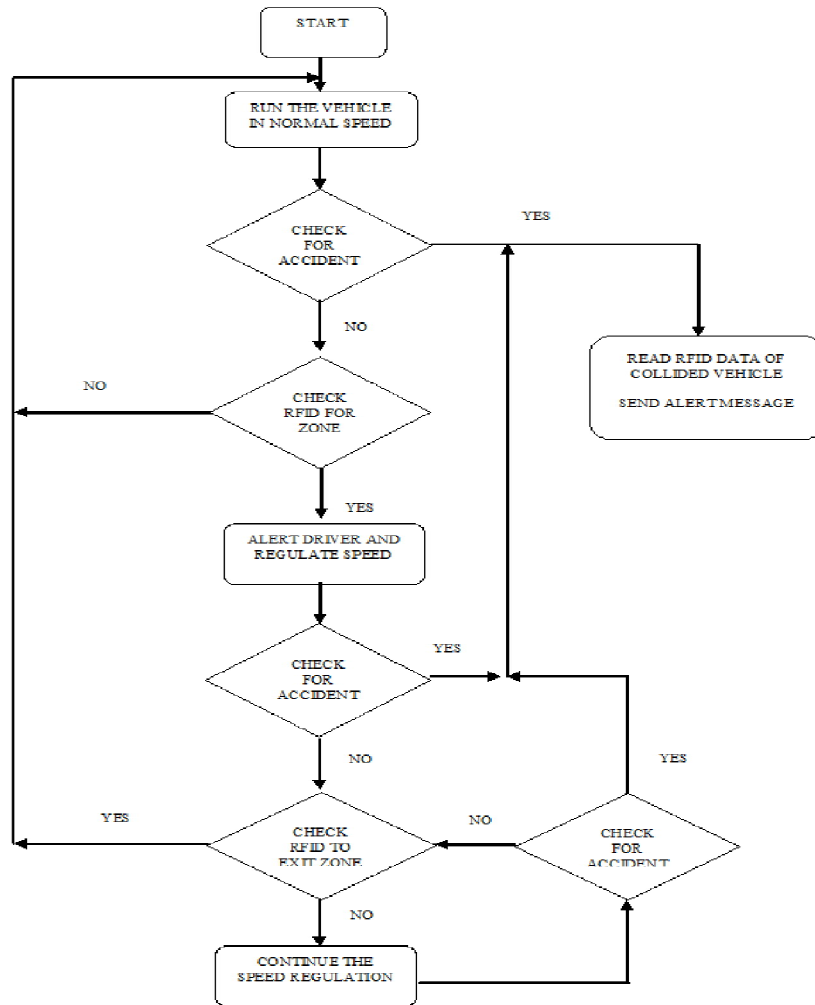 START
RUN THE VEHICLE
IN NORMAL SPEED
CHECK
FOR
ACCIDENT
YES
NO
READ RFID DATA OF
COLLIDED VEHICLE
SEND ALERT MESSAGE
CHECK
RFID FOR
ZONE
NO
YES
ALERT DRIVER AND
REGULATE SPEED
CHECK
FOR
ACCIDENT
YES
NO
YES
CHECK
RFID TO
EXIT ZONE
YES
NO
CHECK
FOR
ACCIDENT
NO
CONTINUE THE
SPEED REGULATION